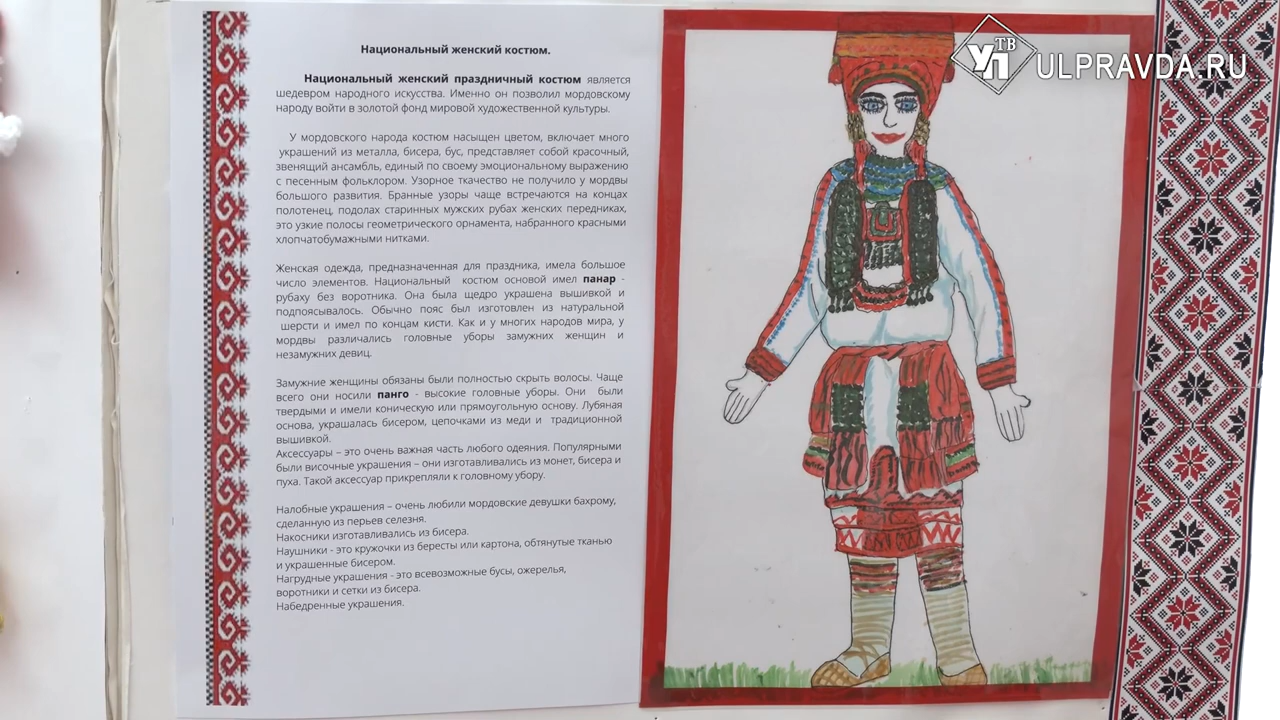 Национальный женский костюм.
Национальный женский праздничный костюм является
шедевром народного искусства. Именно он позволил мордовскому
народу войти в золотой фонд мировой художественной культуры.
У мордовского народа костюм насыщен цветом, включает много
украшений из металла, бисера, бус, представляет собой красочный,
звенящий ансамбль, единый по своему эмоциональному выражению
с песенным фольклором. Узорное ткачество не получило у мордвы
большого развития. Бранные узоры чаще встречаются на концах
полотенец, подолах старинных мужских рубах женских передниках,
это узкие полосы геометрического орнамента, набранного красными
хлопчатобумажными нитками.
Женская одежда, предназначенная для праздника, имела большое
число элементов. Национальный костюм основой имел панар -
рубаху без воротника. Она была щедро украшена вышивкой и
подпоясывалось. Обычно пояс был изготовлен из натуральной
шерсти и имел по концам кисти. Как и у многих народов мира, у
мордвы различались головные уборы замужних женщин и
незамужних девиц.
Замужние женщины обязаны были полностью скрыть волосы. Чаще
всего они носили панго - высокие головные уборы. Они были
твердыми и имели коническую или прямоугольную основу. Лубяная
основа, украшалась бисером, цепочками из меди и традиционной
вышивкой.
Аксессуары – это очень важная часть любого одеяния. Популярными
были височные украшения – они изготавливались из монет, бисера и
пуха. Такой аксессуар прикрепляли к головному убору.
Налобные украшения – очень любили мордовские девушки бахрому,
сделанную из перьев селезня.
Накосники изготавливались из бисера.
Наушники - это кружочки из бересты или картона, обтянутые тканью
и украшенные бисером.
Нагрудные украшения - это всевозможные бусы, ожерелья,
воротники и сетки из бисера.
Набедренные украшения.
УП ТВ ULPRAVDA.RU